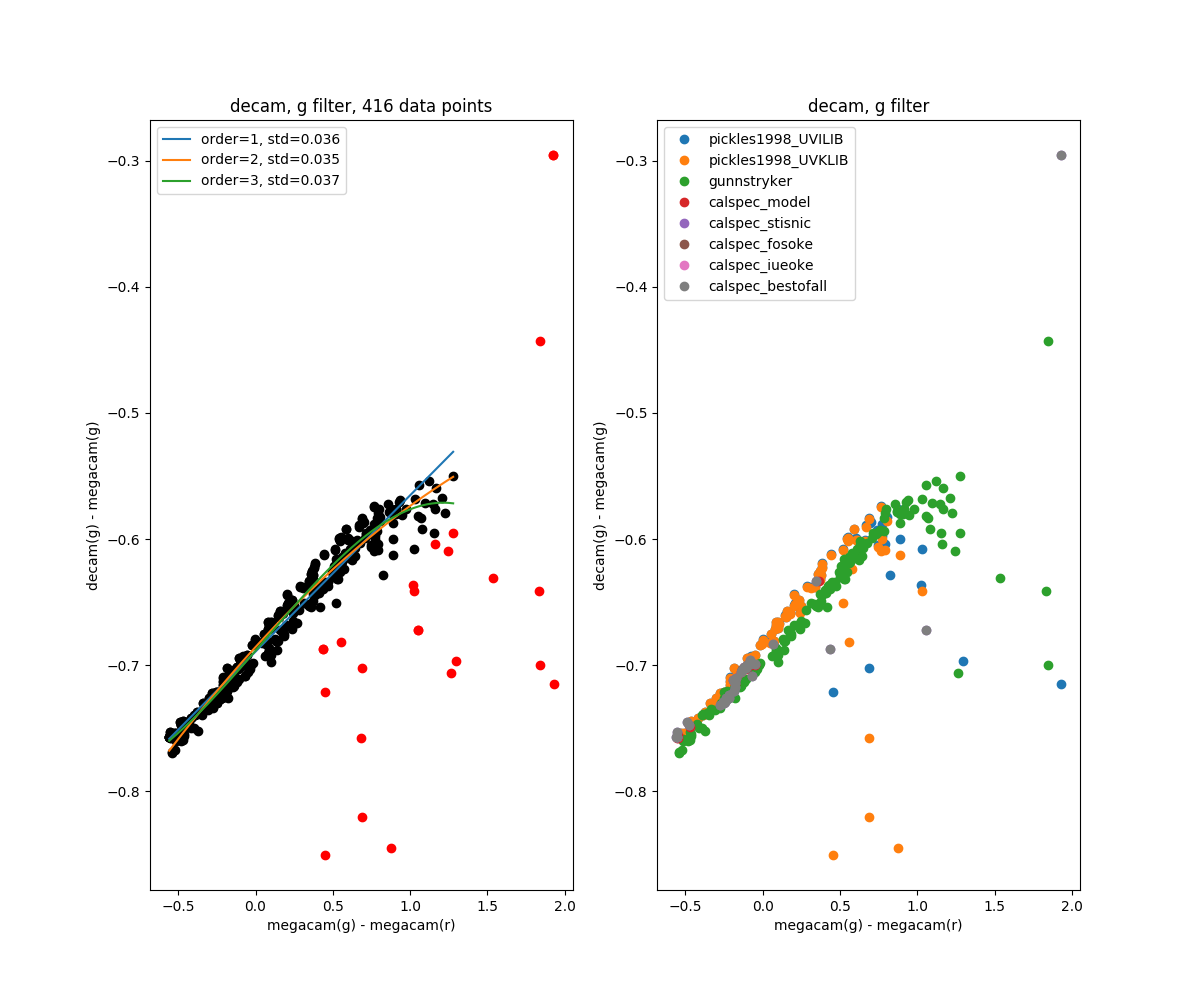 decam, g filter, 416 data points
order=1, std=0.036
order=2, std=0.035
order=3, std=0.037
−0.3
−0.4
−0.5
−0.6
−0.7
−0.8
decam(g) - megacam(g)
−0.5 0.0 0.5 1.0 1.5 2.0
megacam(g) - megacam(r)
decam, g filter
pickles1998_UVILIB
pickles1998_UVKLIB
gunnstryker
calspec_model
calspec_stisnic
calspec_fosoke
calspec_iueoke
calspec_bestofall
−0.3
−0.4
−0.5
−0.6
−0.7
−0.8
decam(g) - megacam(g)
−0.5 0.0 0.5 1.0 1.5 2.0
megacam(g) - megacam(r)